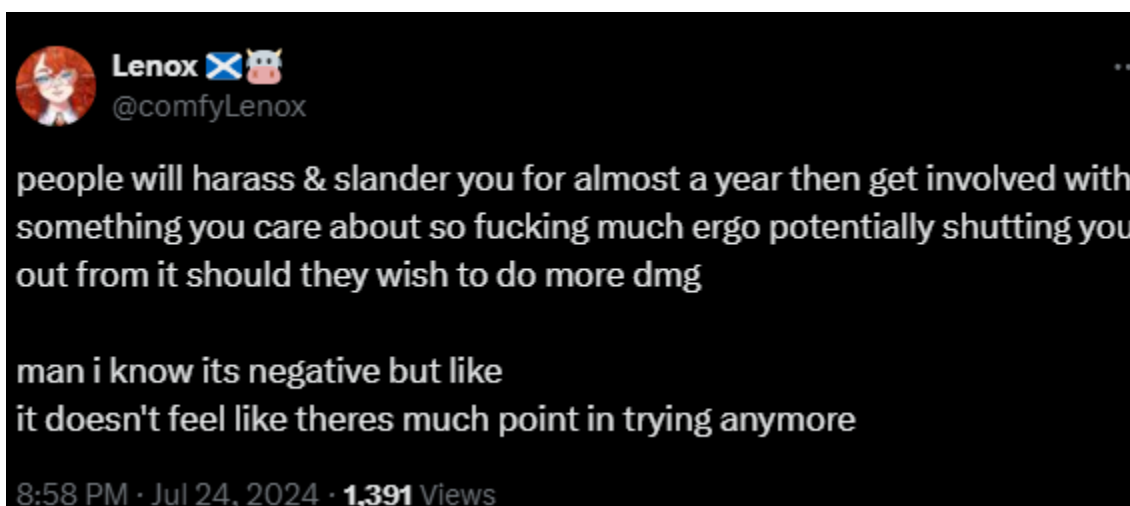 Lenox 🏴󠁧󠁢󠁳󠁣󠁴󠁿🐮
@comfyLenox
people will harass & slander you for almost a year then get involved with
something you care about so fucking much ergo potentially shutting you
out from it should they wish to do more dmg
man i know its negative but like
it doesn't feel like theres much point in trying anymore
8:58 PM · Jul 24, 2024 · 1,391 Views